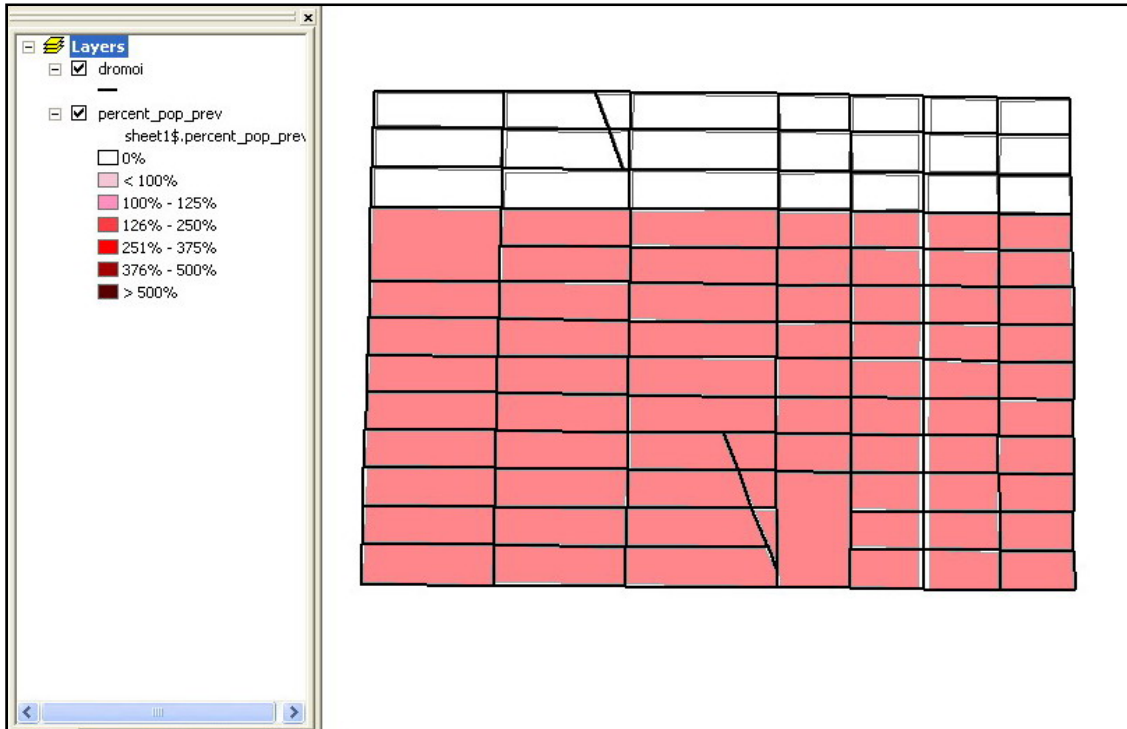 Layers
dromoi
percent_pop_prev
sheet1$.percent_pop_prev
0%
< 100%
100% - 125%
126% - 250%
251% - 375%
376% - 500%
> 500%